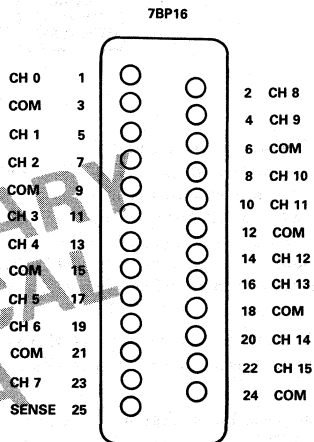 7BP16
CH 0 1
2 CH 8
COM 3
4 CH 9
CH 1 5
6 COM
CH 2 7
8 CH 10
COM 9
10 CH 11
CH 3 11
12 COM
CH 4 13
14 CH 12
COM 15
16 CH 13
CH 5 17
18 COM
CH 6 19
20 CH 14
COM 21
22 CH 15
CH 7 23
24 COM
SENSE 25